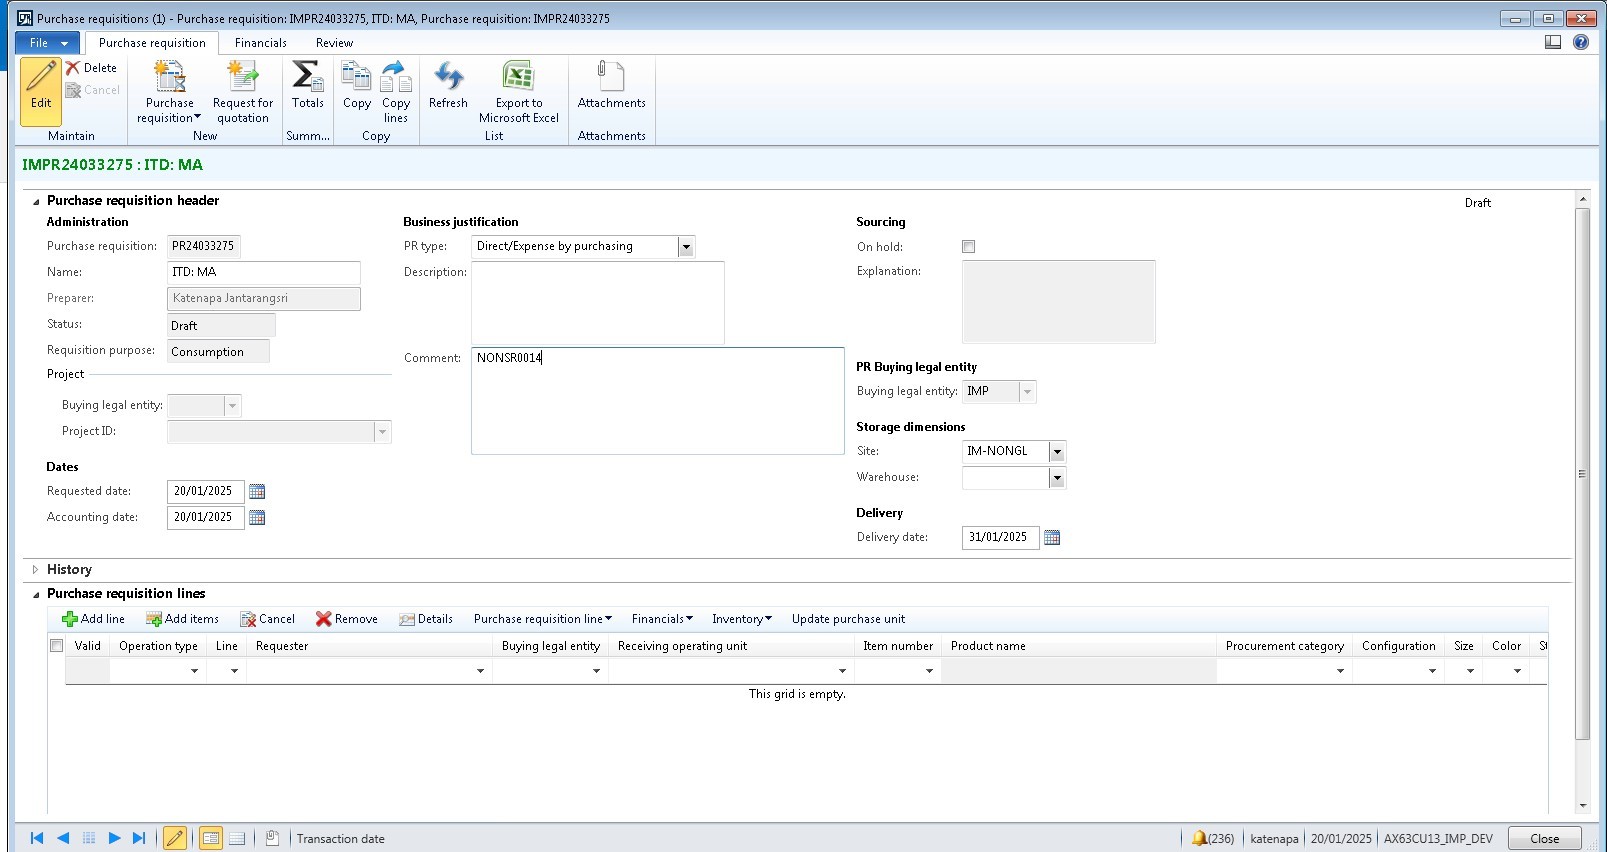 Purchase requisitions (1) - Purchase requisition: IMPR24033275, ITD: MA, Purchase requisition: IMPR24033275
File Purchase requisition Financials Review
Edit Delete Cancel Purchase requisition Request for quotation Totals Copy Copy lines Refresh Export to Microsoft Excel Attachments
Maintain New Summ... Copy List Attachments
IMPR24033275 : ITD: MA
Purchase requisition header Draft
Administration
Purchase requisition: PR24033275
Name: ITD: MA
Preparer: Katenapa Jantarangsri
Status: Draft
Requisition purpose: Consumption
Project
Buying legal entity:
Project ID:
Dates
Requested date: 20/01/2025
Accounting date: 20/01/2025
Business justification
PR type: Direct/Expense by purchasing
Description:
Comment: NONSR0014
Sourcing
On hold:
Explanation:
PR Buying legal entity
Buying legal entity: IMP
Storage dimensions
Site: IM-NONGL
Warehouse:
Delivery
Delivery date: 31/01/2025
History
Purchase requisition lines
Add line Add items Cancel Remove Details Purchase requisition line Financials Inventory Update purchase unit
Valid Operation type Line Requester Buying legal entity Receiving operating unit Item number Product name Procurement category Configuration Size Color St
This grid is empty.
Transaction date (236) katenapa 20/01/2025 AX63CU13_IMP_DEV Close